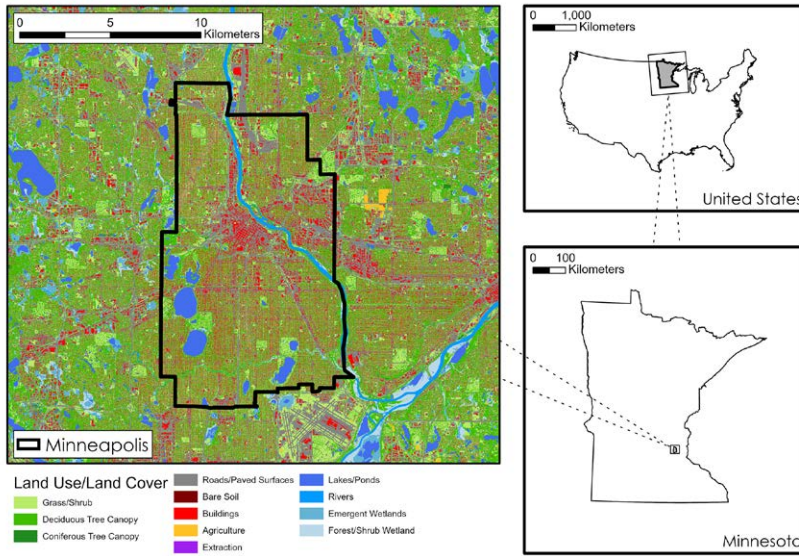 0 5 10
Kilometers
Minneapolis
Land Use/Land Cover
Grass/Shrub
Deciduous Tree Canopy
Coniferous Tree Canopy
Roads/Paved Surfaces
Bare Soil
Buildings
Agriculture
Extraction
Lakes/Ponds
Rivers
Emergent Wetlands
Forest/Shrub Wetland
0 1,000
Kilometers
United States
0 100
Kilometers
Minnesota